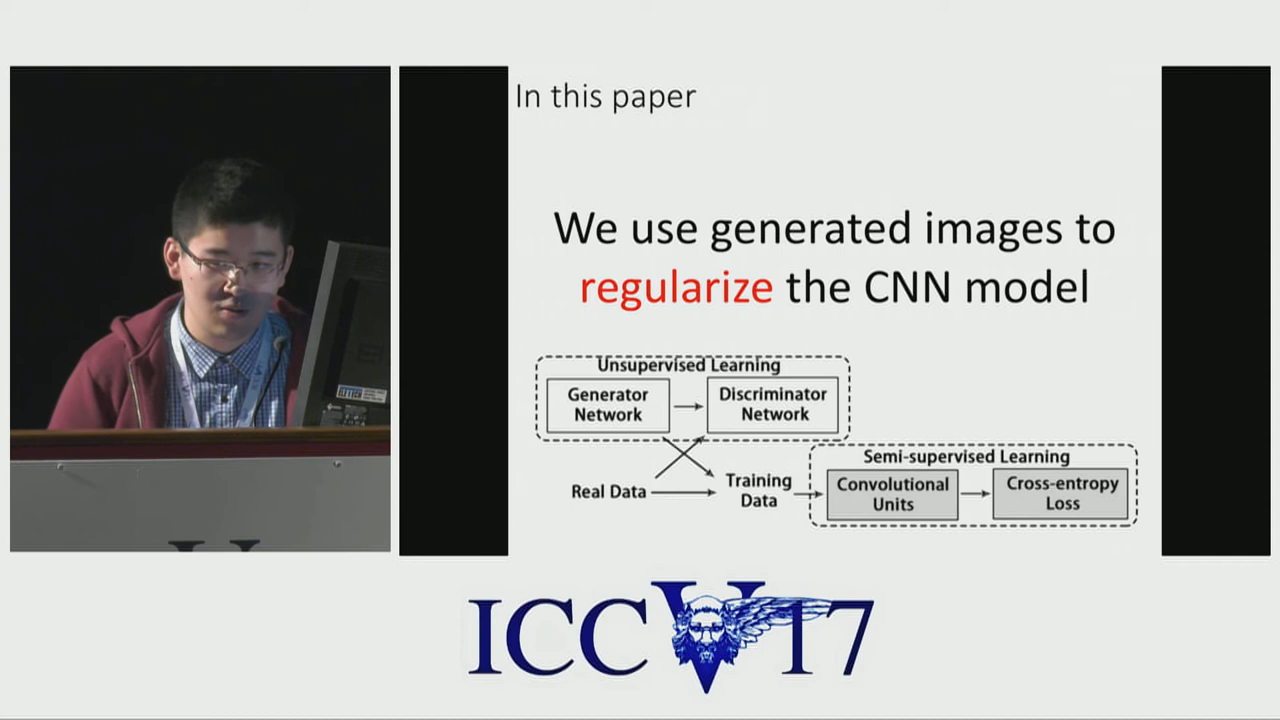 In this paper
We use generated images to
regularize the CNN model
Unsupervised Learning
Generator
Network
Discriminator
Network
Real Data
Training
Data
Semi-supervised Learning
Convolutional
Units
Cross-entropy
Loss
ICCV17